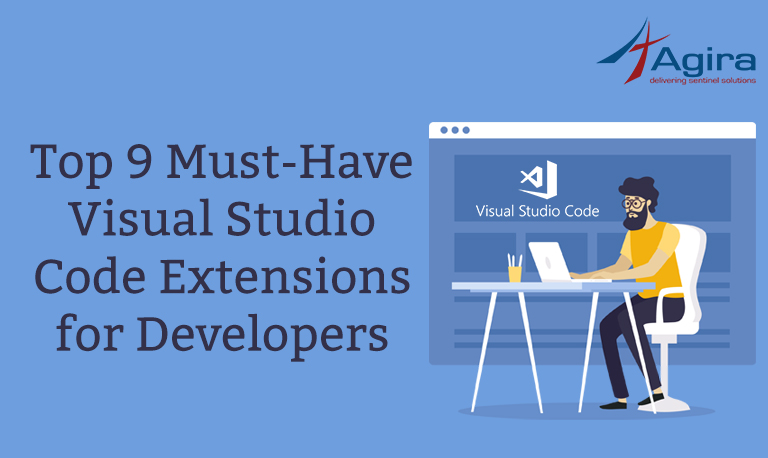 Agira
delivering sentinel solutions
Top 9 Must-Have
Visual Studio
Code Extensions
for Developers
Visual Studio Code